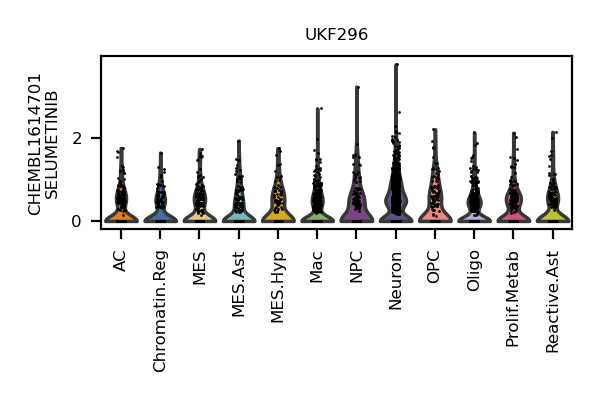 UKF296
CHEMBL1614701
SELUMETINIB
2
0
AC
Chromatin.Reg
MES
MES.Ast
MES.Hyp
Mac
NPC
Neuron
OPC
Oligo
Prolif.Metab
Reactive.Ast